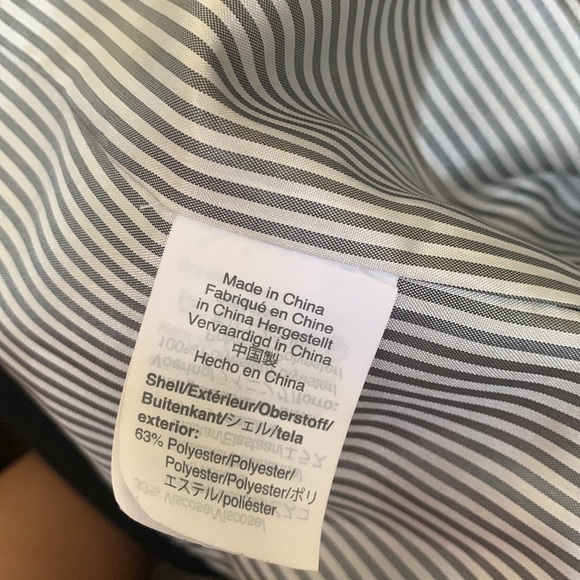 Made in China
Fabriqué en Chine
in China Hergestellt
Vervaardigd in China
中国製
Hecho en China
Shell/Extérieur/Oberstoff/
Buitenkant/シェル/tela
exterior:
63% Polyester/Polyester/
Polyester/Polyester/ポリ
エステル/poliéster